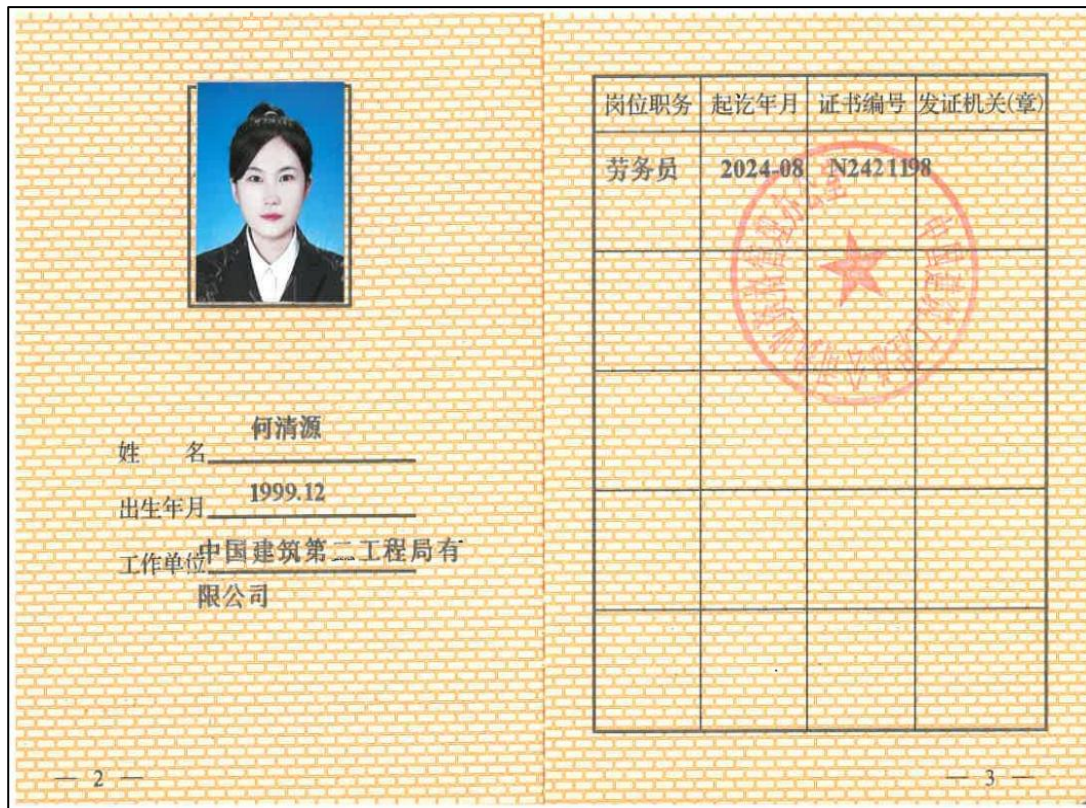 姓 名 何清源
出生年月 1999.12
工作单位 中国建筑第二工程局有
限公司
— 2 —
岗位职务 起讫年月 证书编号 发证机关(章)
劳务员 2024-08 N2421198
— 3 —